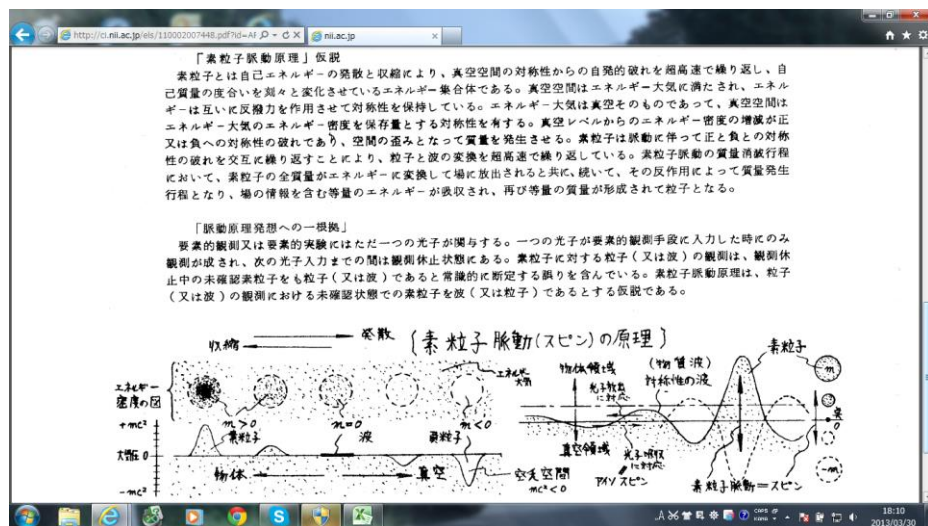 http://ci.nii.ac.jp/els/110002007448.pdf?id=AR
nii.ac.jp
「素粒子脈動原理」仮説
素粒子とは自己エネルギーの発散と収縮により、真空空間の対称性からの自発的破れを超高速で繰り返し、自
己質量の度合いを刻々と変化させているエネルギー集合体である。真空空間はエネルギー大気に満たされ、エネル
ギーは互いに反撥力を作用させて対称性を保持している。エネルギー大気は真空そのものであって、真空空間は
エネルギー大気のエネルギー密度を保存量とする対称性を有する。真空レベルからのエネルギー密度の増減が正
又は負への対称性の破れであり、空間の歪みとなって質量を発生させる。素粒子は脈動に伴って正と負との対称
性の破れを交互に繰り返すことにより、粒子と波の変換を超高速で繰り返している。素粒子脈動の質量消滅行程
において、素粒子の全質量がエネルギーに変換して場に放出されると共に、続いて、その反作用によって質量発生
行程となり、場の情報を含む等量のエネルギーが吸収され、再び等量の質量が形成されて粒子となる。
「脈動原理発想への一根拠」
要素的観測又は要素的実験にはただ一つの光子が関与する。一つの光子が要素的観測手段に入力した時にのみ
観測が成され、次の光子入力までの間は観測休止状態にある。素粒子に対する粒子（又は波）の観測は、観測休
止中の未確認素粒子をも粒子（又は波）であると常識的に断定する誤りを含んでいる。素粒子脈動原理は、粒子
（又は波）の観測における未確認状態での素粒子を波（又は粒子）であるとする仮説である。
収縮 発散 {素粒子脈動(スピン)の原理}
エネルギー密度の図
エネルギー大気
m>0 m=0 m<0
+mc²
素粒子 波 負粒子
大気圧 0
物体 真空 空乏空間
-mc² mc²<0
物体領域 (物質波) 素粒子
光子放出に対応 対称性の波 m
0
真空領域 光子吸収に対応
アイソスピン -m
素粒子脈動=スピン
18:10
2013/03/30